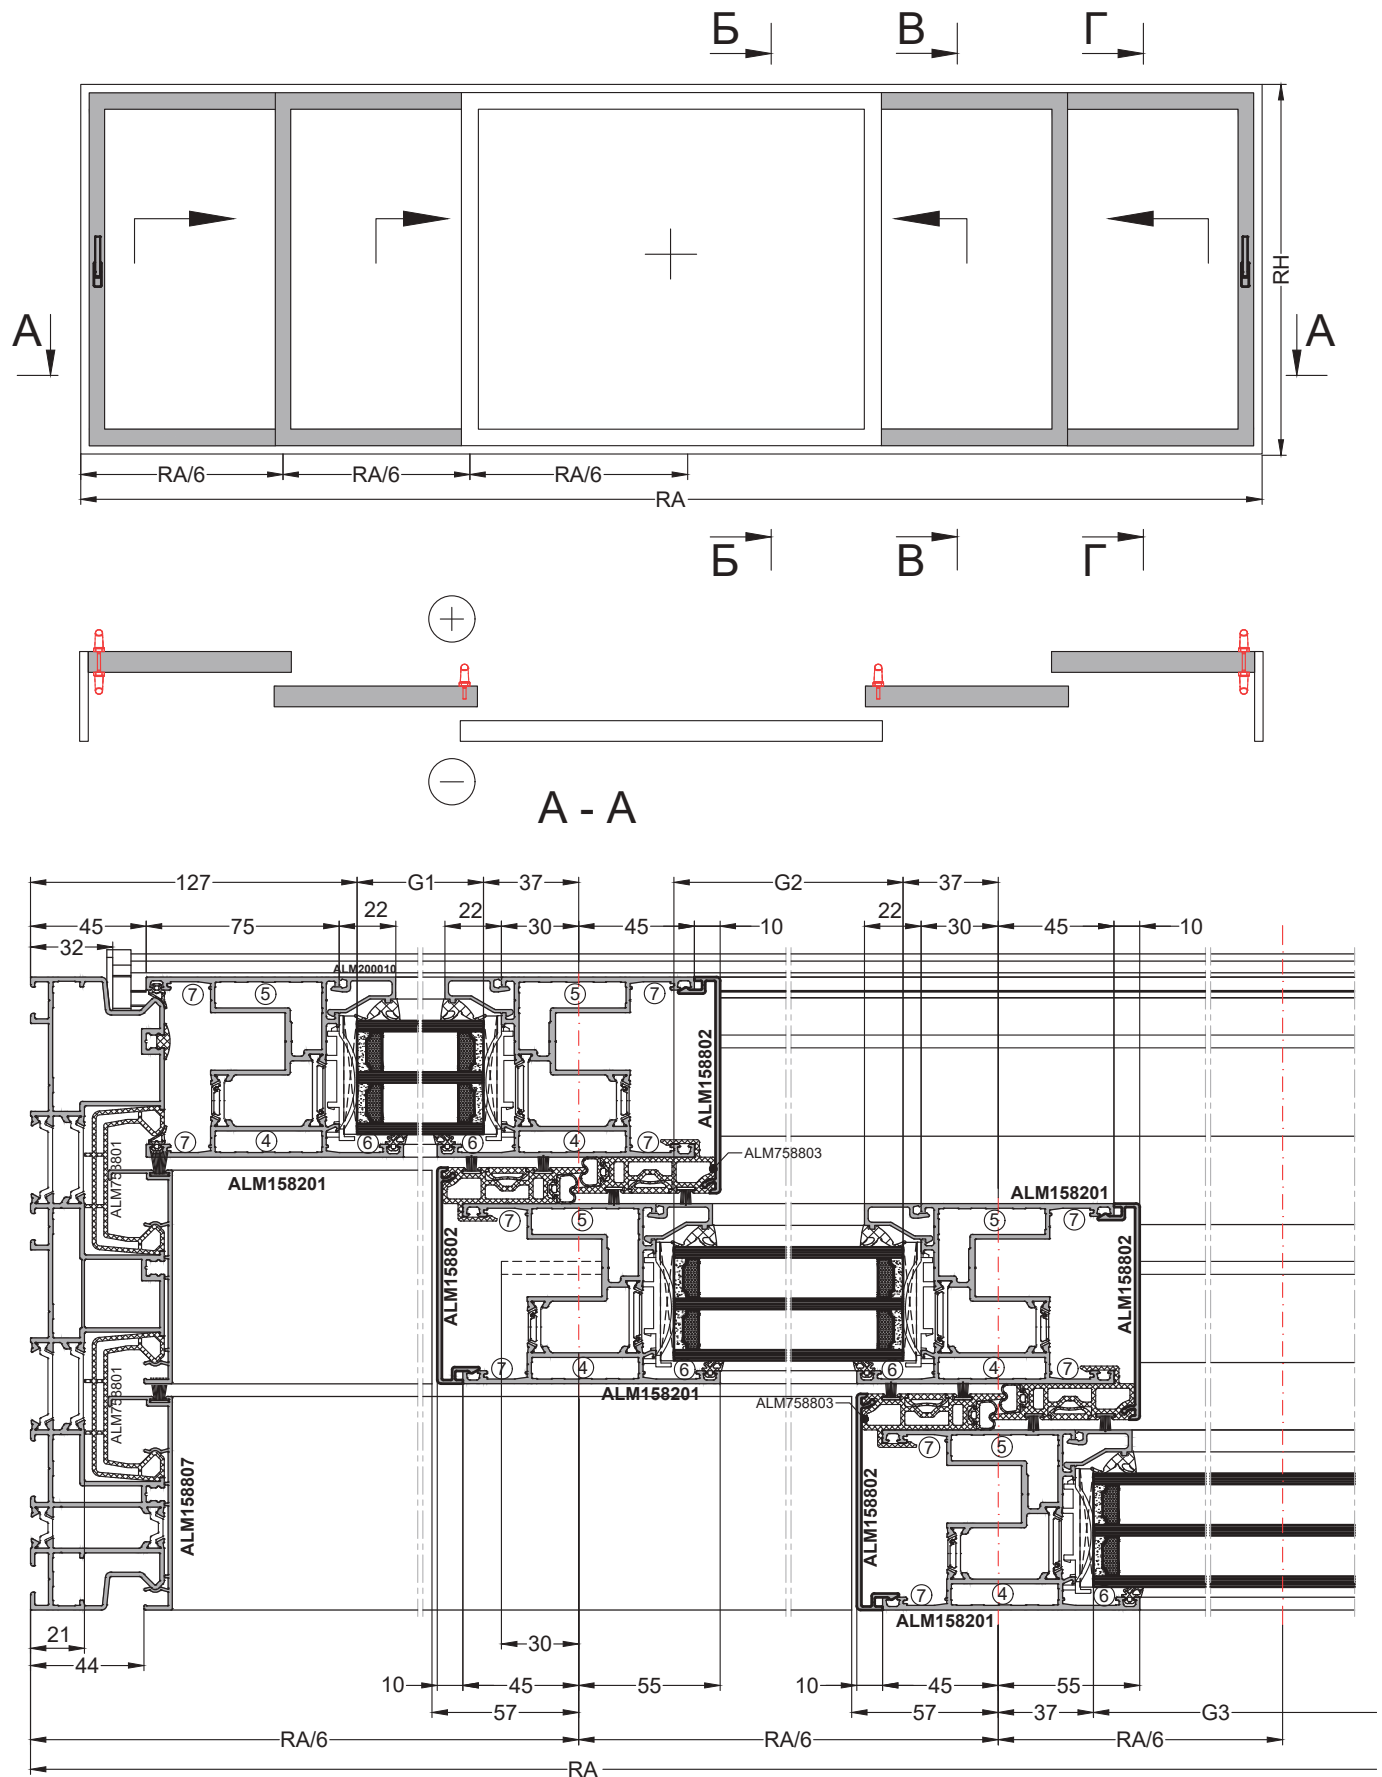 Б В Г
А А
RH
RA/6 RA/6 RA/6
RA
Б В Г
+
−
А - А
127 G1 37 G2 37
45 75 22 22 30 45 10 22 30 45 10
32
ALM200010
7 5 5 7
ALM158802
ALM758801
7 4 6 6 4 7
ALM758803
ALM158201
ALM158201
7 5 5 7
ALM158802
ALM158802
7 4 6 6 4 7
ALM158201
ALM758803
ALM758801
7 5
ALM158807
ALM158802
7 4 6
ALM158201
21 30
44
10 45 55 10 45 55
57 57 37 G3
RA/6 RA/6 RA/6
RA